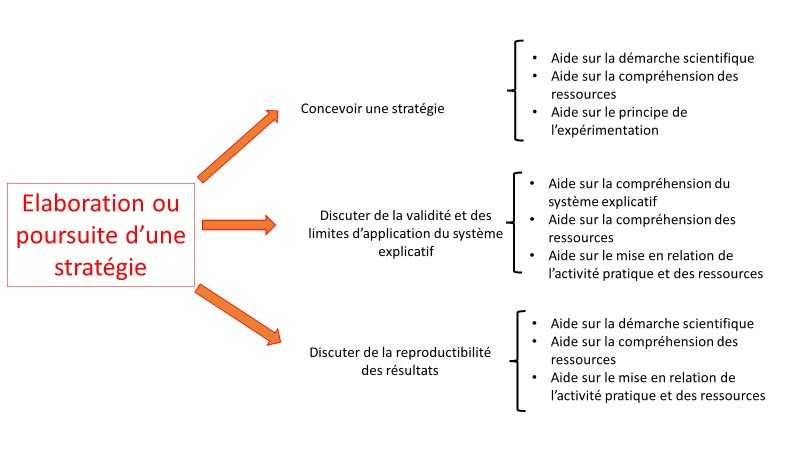 Elaboration ou
poursuite d’une
stratégie
Concevoir une stratégie
• Aide sur la démarche scientifique
• Aide sur la compréhension des
ressources
• Aide sur le principe de
l’expérimentation
Discuter de la validité et des
limites d’application du système
explicatif
• Aide sur la compréhension du
système explicatif
• Aide sur la compréhension des
ressources
• Aide sur le mise en relation de
l’activité pratique et des ressources
Discuter de la reproductibilité
des résultats
• Aide sur la démarche scientifique
• Aide sur la compréhension des
ressources
• Aide sur le mise en relation de
l’activité pratique et des ressources